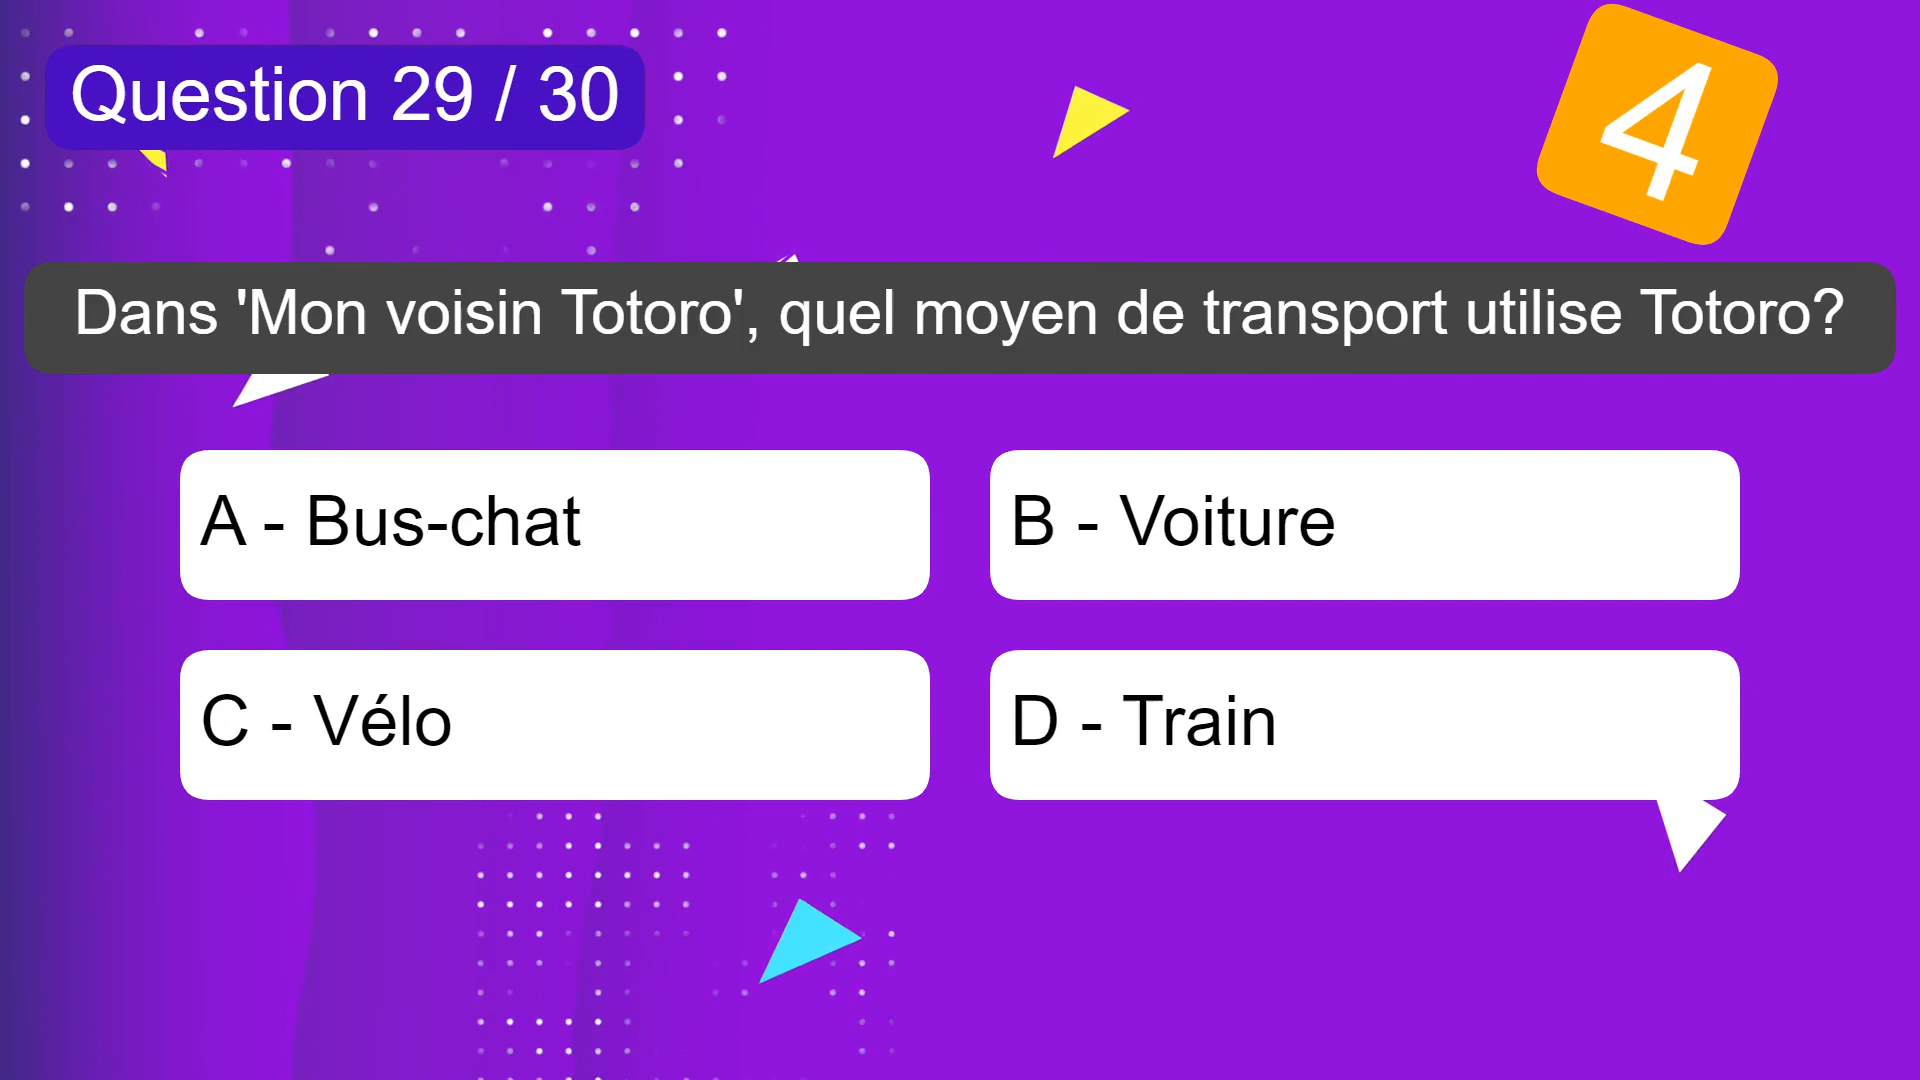 Question 29 / 30
4
Dans 'Mon voisin Totoro', quel moyen de transport utilise Totoro?
A - Bus-chat
B - Voiture
C - Vélo
D - Train